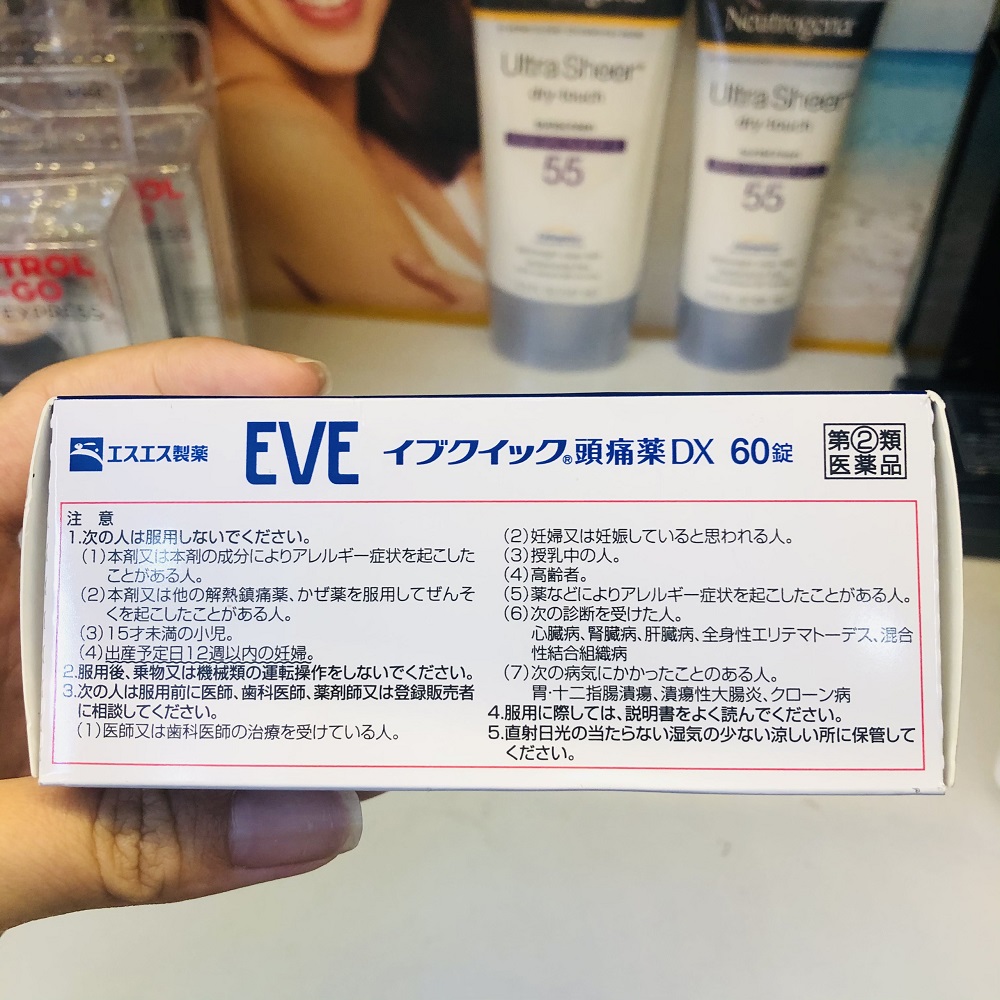 Neutrogena
Ultra Sheer
dry-touch
55
Neutrogena
Ultra Sheer
dry-touch
55
TROL
-GO
EXPRESS
エスエス製薬
EVE イブクイック®頭痛薬DX 60錠
第②類
医薬品
注 意
1.次の人は服用しないでください。
(1)本剤又は本剤の成分によりアレルギー症状を起こした
ことがある人。
(2)本剤又は他の解熱鎮痛薬、かぜ薬を服用してぜんそ
くを起こしたことがある人。
(3)15才未満の小児。
(4)出産予定日12週以内の妊婦。
2.服用後、乗物又は機械類の運転操作をしないでください。
3.次の人は服用前に医師、歯科医師、薬剤師又は登録販売者
に相談してください。
(1)医師又は歯科医師の治療を受けている人。
(2)妊婦又は妊娠していると思われる人。
(3)授乳中の人。
(4)高齢者。
(5)薬などによりアレルギー症状を起こしたことがある人。
(6)次の診断を受けた人。
心臓病、腎臓病、肝臓病、全身性エリテマトーデス、混合
性結合組織病
(7)次の病気にかかったことのある人。
胃・十二指腸潰瘍、潰瘍性大腸炎、クローン病
4.服用に際しては、説明書をよく読んでください。
5.直射日光の当たらない湿気の少ない涼しい所に保管して
ください。